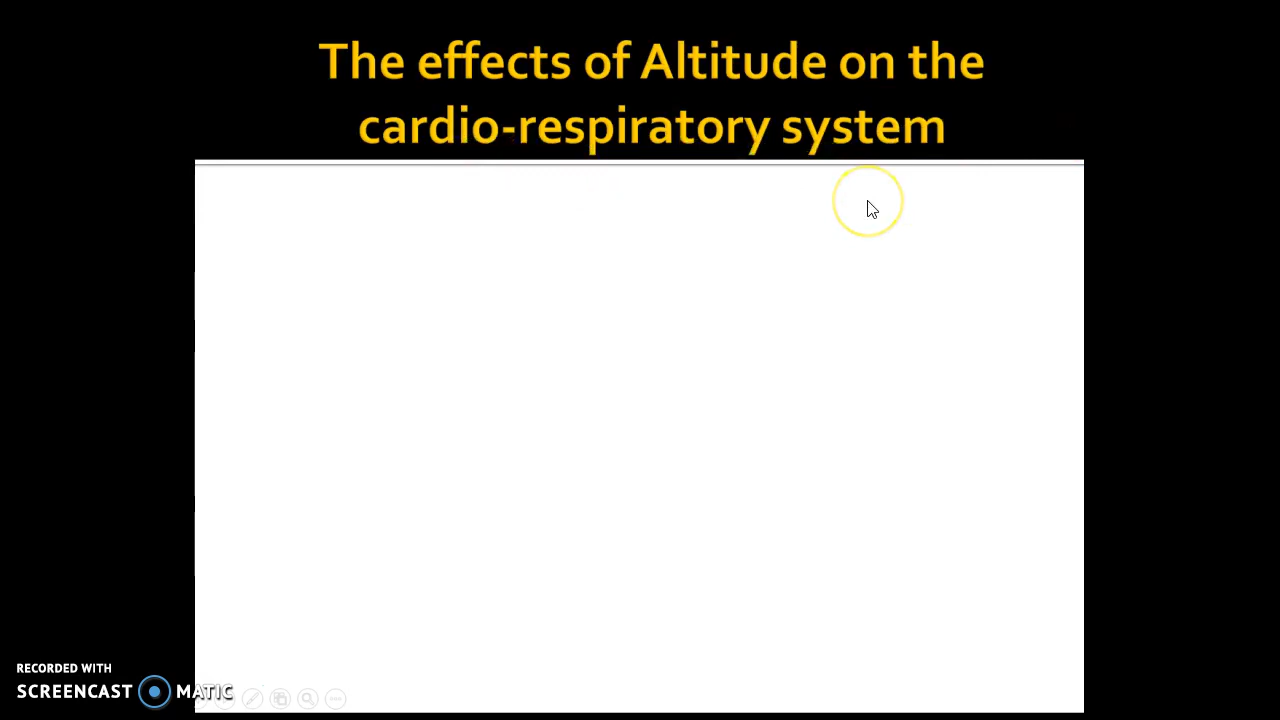 The effects of Altitude on the
cardio-respiratory system
RECORDED WITH
SCREENCAST MATIC